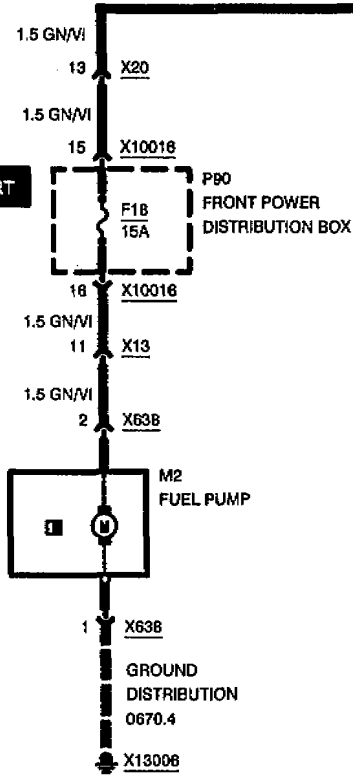 1.5 GN/VI
13 X20
1.5 GN/VI
15 X10016
RT
P90
FRONT POWER
DISTRIBUTION BOX
F18
15A
16 X10016
1.5 GN/VI
11 X13
1.5 GN/VI
2 X638
M2
FUEL PUMP
M
1 X638
GROUND
DISTRIBUTION
0670.4
X13006